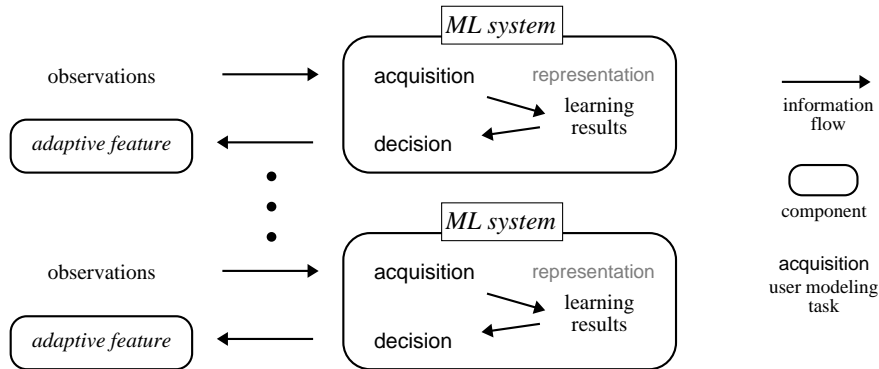 ML system
observations
acquisition
representation
learning
results
adaptive feature
decision
ML system
observations
acquisition
representation
learning
results
adaptive feature
decision
information
flow
component
acquisition
user modeling
task